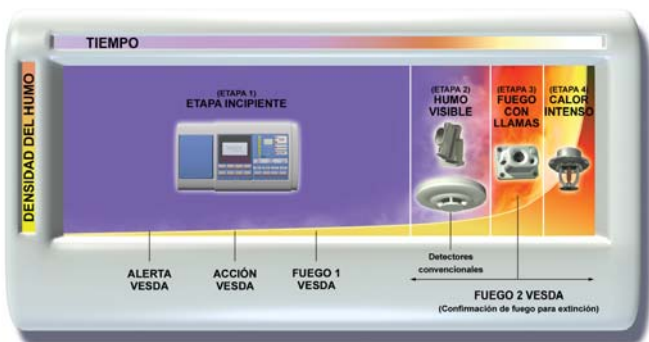 TIEMPO
DENSIDAD DEL HUMO
(ETAPA 1)
ETAPA INCIPIENTE
(ETAPA 2)
HUMO
VISIBLE
(ETAPA 3)
FUEGO
CON
LLAMAS
(ETAPA 4)
CALOR
INTENSO
ALERTA
VESDA
ACCIÓN
VESDA
FUEGO 1
VESDA
Detectores
convencionales
FUEGO 2 VESDA
(Confirmación de fuego para extinción)